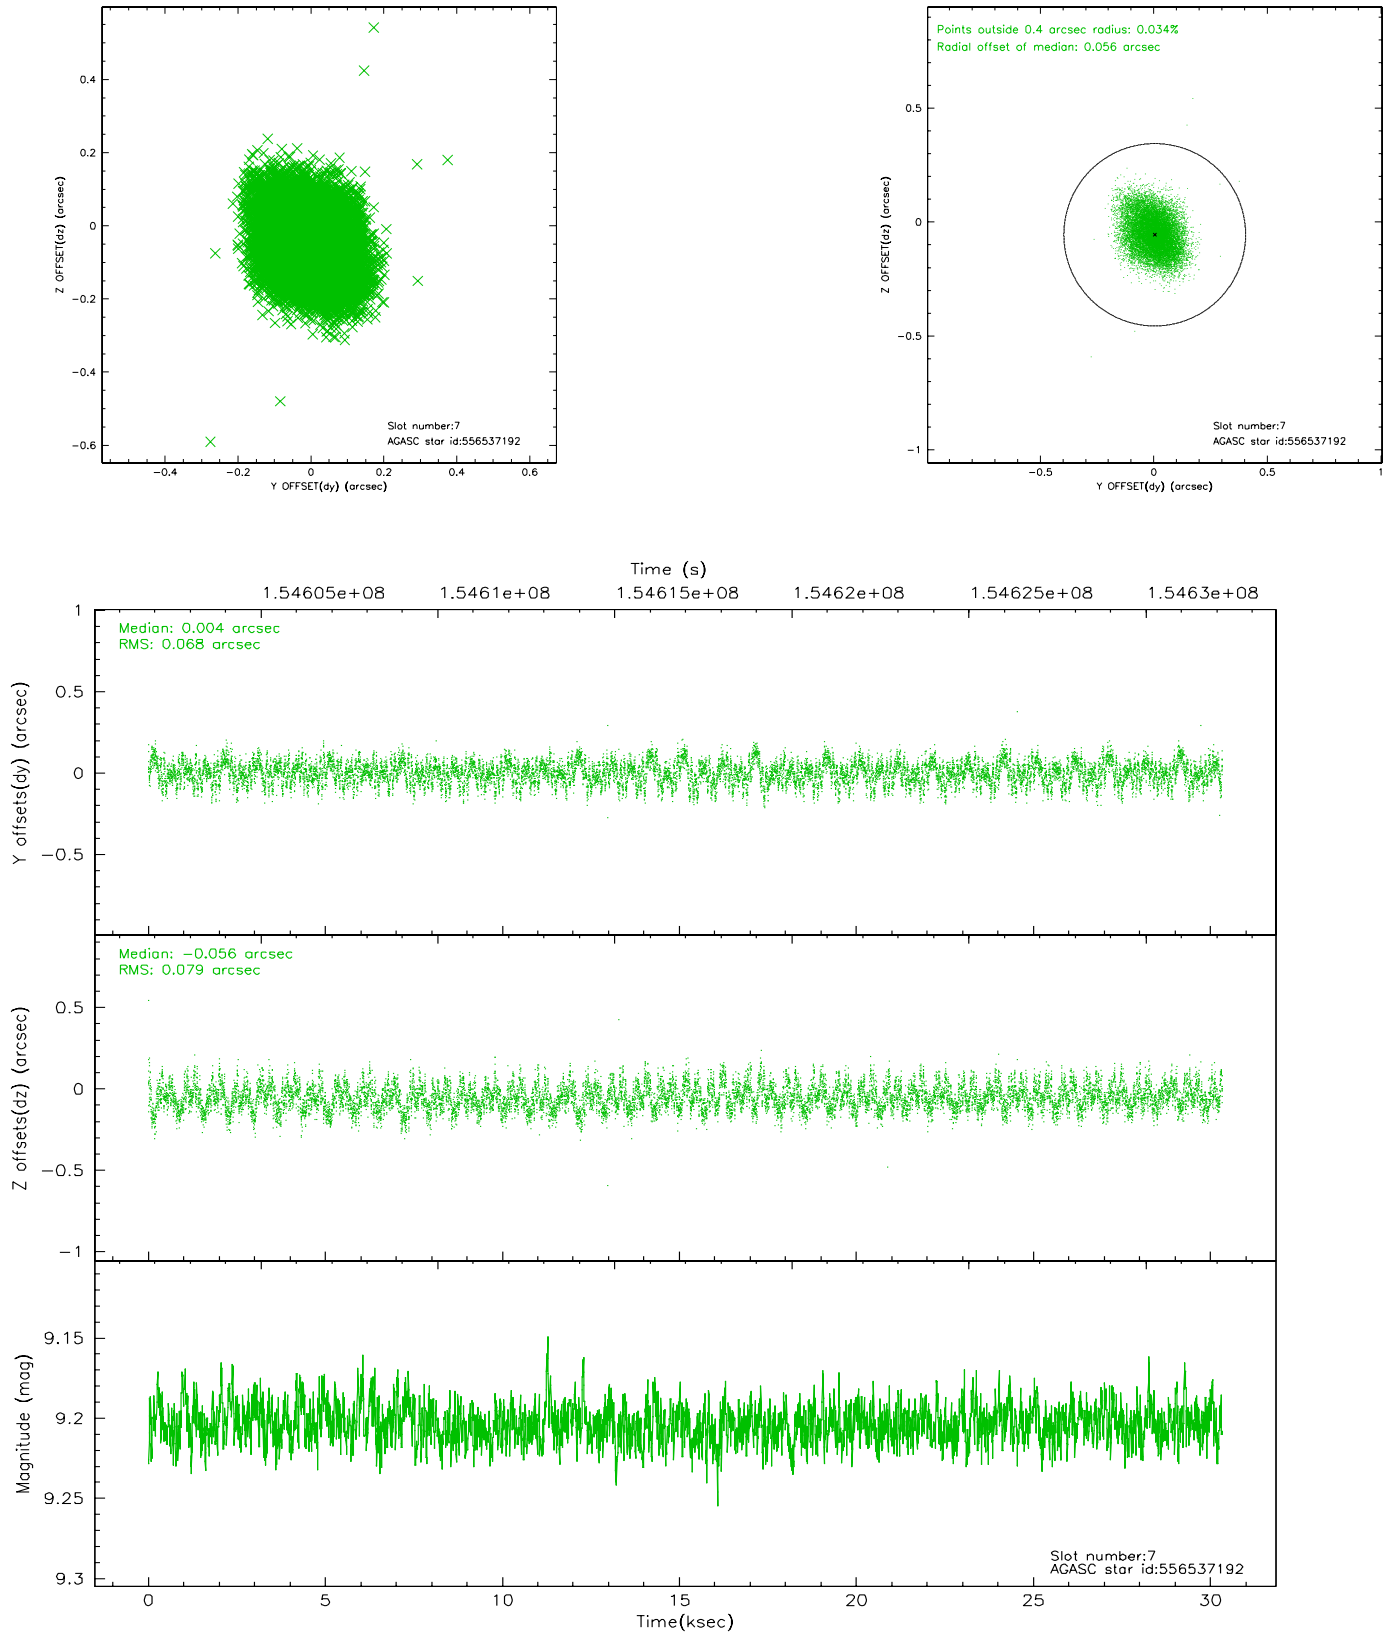 0.4
0.2
0
−0.2
−0.4
−0.6
Z OFFSET(dz) (arcsec)
Slot number:7
AGASC star id:556537192
−0.4 −0.2 0 0.2 0.4 0.6
Y OFFSET(dy) (arcsec)
Points outside 0.4 arcsec radius: 0.034%
Radial offset of median: 0.056 arcsec
0.5
0
−0.5
−1
Z OFFSET(dz) (arcsec)
Slot number:7
AGASC star id:556537192
−0.5 0 0.5 1
Y OFFSET(dy) (arcsec)
Time (s)
1.54605e+08 1.5461e+08 1.54615e+08 1.5462e+08 1.54625e+08 1.5463e+08
Median: 0.004 arcsec
RMS: 0.068 arcsec
1
0.5
0
−0.5
Y offsets(dy) (arcsec)
Median: −0.056 arcsec
RMS: 0.079 arcsec
0.5
0
−0.5
−1
Z offsets(dz) (arcsec)
9.15
9.2
9.25
9.3
Magnitude (mag)
Slot number:7
AGASC star id:556537192
0 5 10 15 20 25 30
Time(ksec)